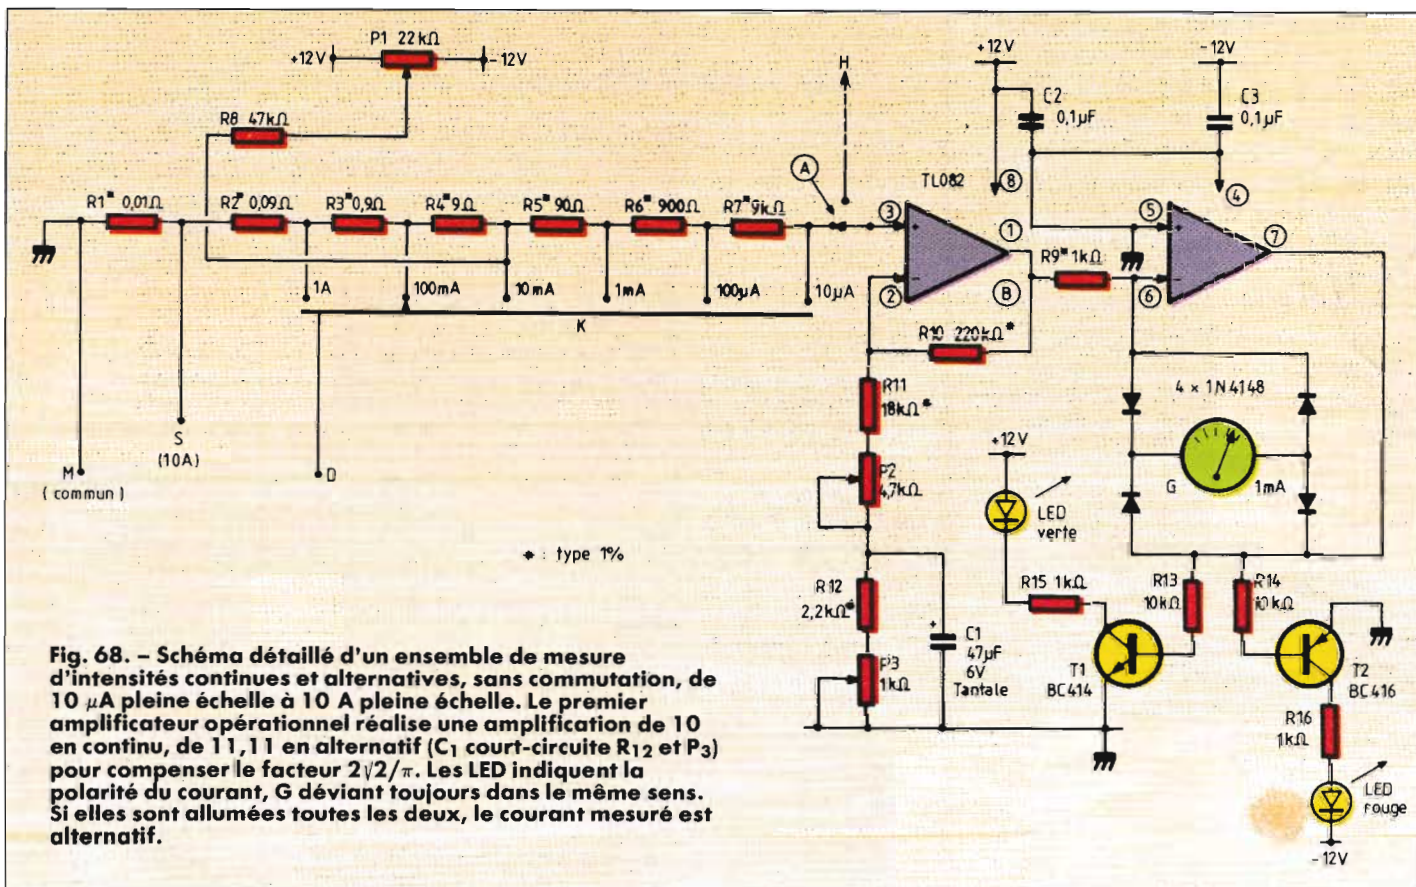 P1 22kΩ
+12V
-12V
R8 47kΩ
H
+12V
-12V
C2
0,1µF
C3
0,1µF
A
TL082
8
4
R1* 0,01Ω
R2* 0,09Ω
R3* 0,9Ω
R4* 9Ω
R5* 90Ω
R6* 900Ω
R7* 9kΩ
3
+
1
5
+
7
R9* 1kΩ
2
-
B
6
-
1A
100mA
10mA
1mA
100µA
10µA
K
R10 220kΩ*
R11
18kΩ*
4 x 1N4148
+12V
S
(10A)
M
(commun)
D
P2
4,7kΩ
G
1mA
LED
verte
* : type 1%
R12
2,2kΩ*
R15 1kΩ
R13
10kΩ
R14
10kΩ
C1
+
47µF
6V
Tantale
P3
1kΩ
T1
BC414
T2
BC416
R16
1kΩ
LED
rouge
-12V
Fig. 68. – Schéma détaillé d'un ensemble de mesure
d'intensités continues et alternatives, sans commutation, de
10 µA pleine échelle à 10 A pleine échelle. Le premier
amplificateur opérationnel réalise une amplification de 10
en continu, de 11,11 en alternatif (C1 court-circuite R12 et P3)
pour compenser le facteur 2√2/π. Les LED indiquent la
polarité du courant, G déviant toujours dans le même sens.
Si elles sont allumées toutes les deux, le courant mesuré est
alternatif.